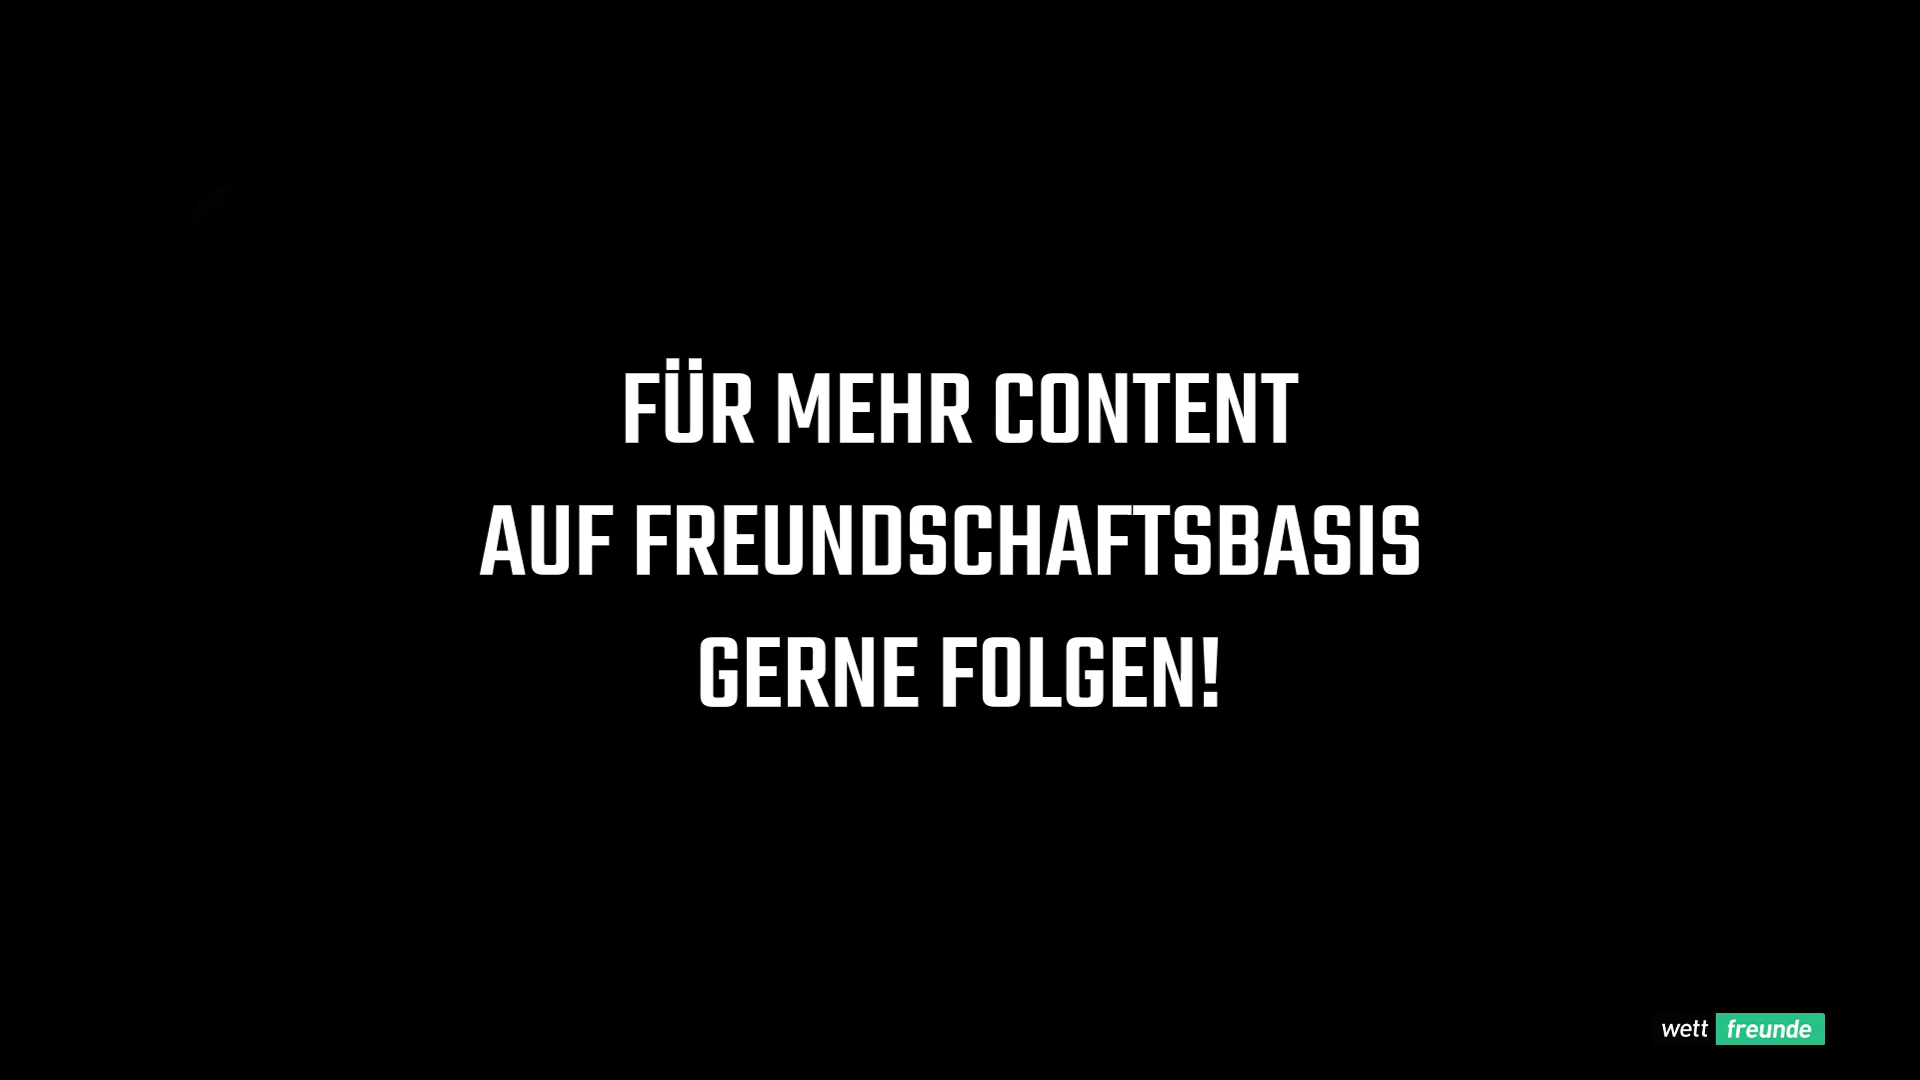 FÜR MEHR CONTENT
AUF FREUNDSCHAFTSBASIS
GERNE FOLGEN!
wett freunde